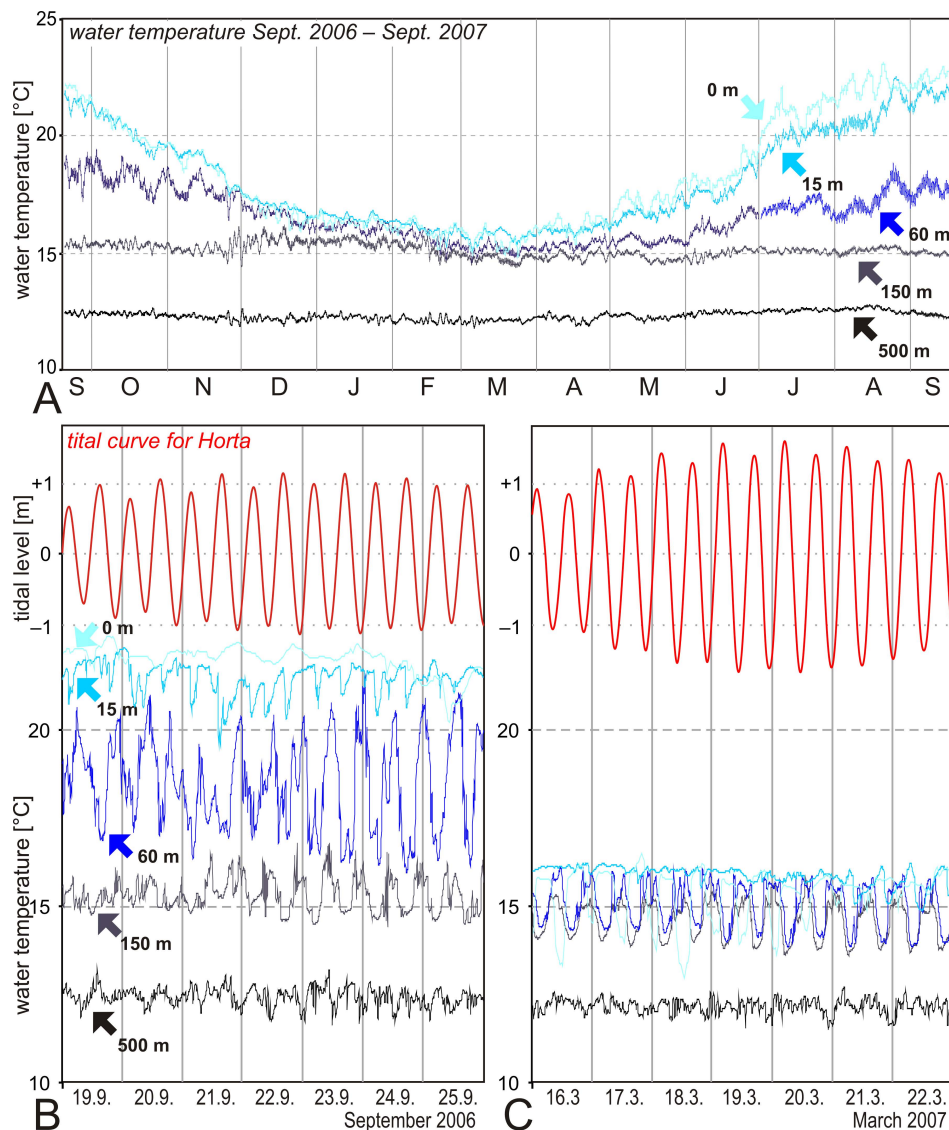 25
water temperature Sept. 2006 – Sept. 2007
0 m
20
15 m
60 m
15
150 m
500 m
10
water temperature [°C]
S O N D J F M A M J J A S
A
tital curve for Horta
+1
0
–1
tidal level [m]
0 m
15 m
20
60 m
15
150 m
500 m
10
water temperature [°C]
19.9. 20.9. 21.9. 22.9. 23.9. 24.9. 25.9.
September 2006
B
+1
0
–1
20
15
10
16.3 17.3. 18.3. 19.3. 20.3. 21.3. 22.3.
March 2007
C